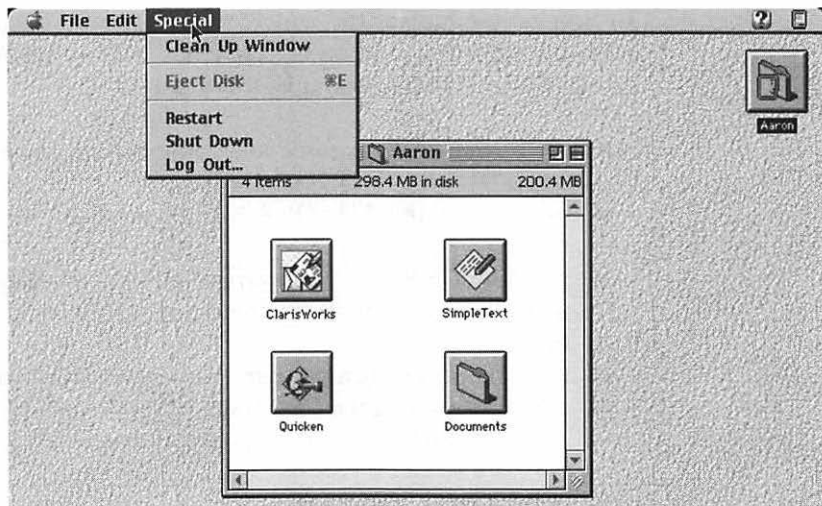 File Edit Special
Clean Up Window
Eject Disk ⌘E
Restart
Shut Down
Log Out...
Aaron
Aaron
4 items 298.4 MB in disk 200.4 MB
ClarisWorks SimpleText
Quicken Documents